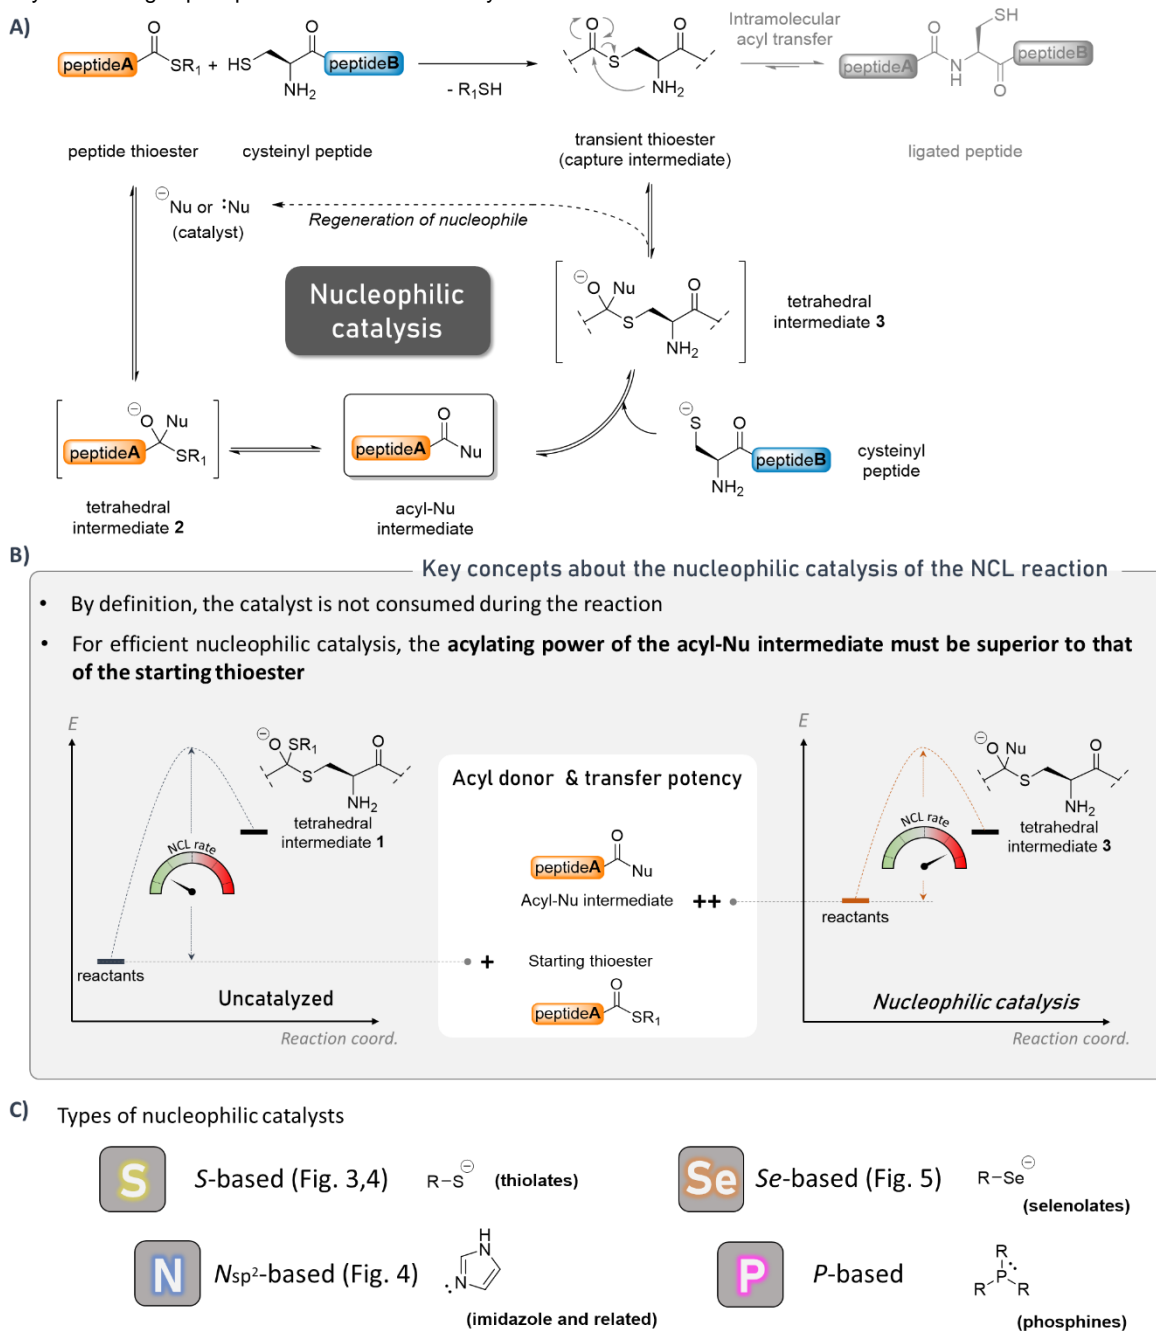 A)
peptideA
O
SR1
+
HS
O
NH2
peptideB
- R1SH
O
S
O
NH2
Intramolecular
acyl transfer
peptideA
O
N
H
SH
O
peptideB
peptide thioester
cysteinyl peptide
transient thioester
(capture intermediate)
ligated peptide
⊖Nu or :Nu
(catalyst)
Regeneration of nucleophile
Nucleophilic
catalysis
⊖O Nu
S
O
NH2
tetrahedral
intermediate 3
⊖O Nu
peptideA
SR1
tetrahedral
intermediate 2
O
peptideA
Nu
acyl-Nu
intermediate
⊖
S
O
NH2
peptideB
cysteinyl
peptide
B)
Key concepts about the nucleophilic catalysis of the NCL reaction
• By definition, the catalyst is not consumed during the reaction
• For efficient nucleophilic catalysis, the acylating power of the acyl-Nu intermediate must be superior to that
of the starting thioester
E
⊖O SR1
S
O
NH2
tetrahedral
intermediate 1
NCL rate
reactants
Uncatalyzed
Reaction coord.
Acyl donor & transfer potency
O
peptideA
Nu
Acyl-Nu intermediate ++
+ Starting thioester
O
peptideA
SR1
E
⊖O Nu
S
O
NH2
tetrahedral
intermediate 3
NCL rate
reactants
Nucleophilic catalysis
Reaction coord.
C)
Types of nucleophilic catalysts
S
S-based (Fig. 3,4)
R–S⊖
(thiolates)
Se
Se-based (Fig. 5)
R–Se⊖
(selenolates)
N
Nsp2-based (Fig. 4)
H
N
N
(imidazole and related)
P
P-based
R
P
R
R
(phosphines)